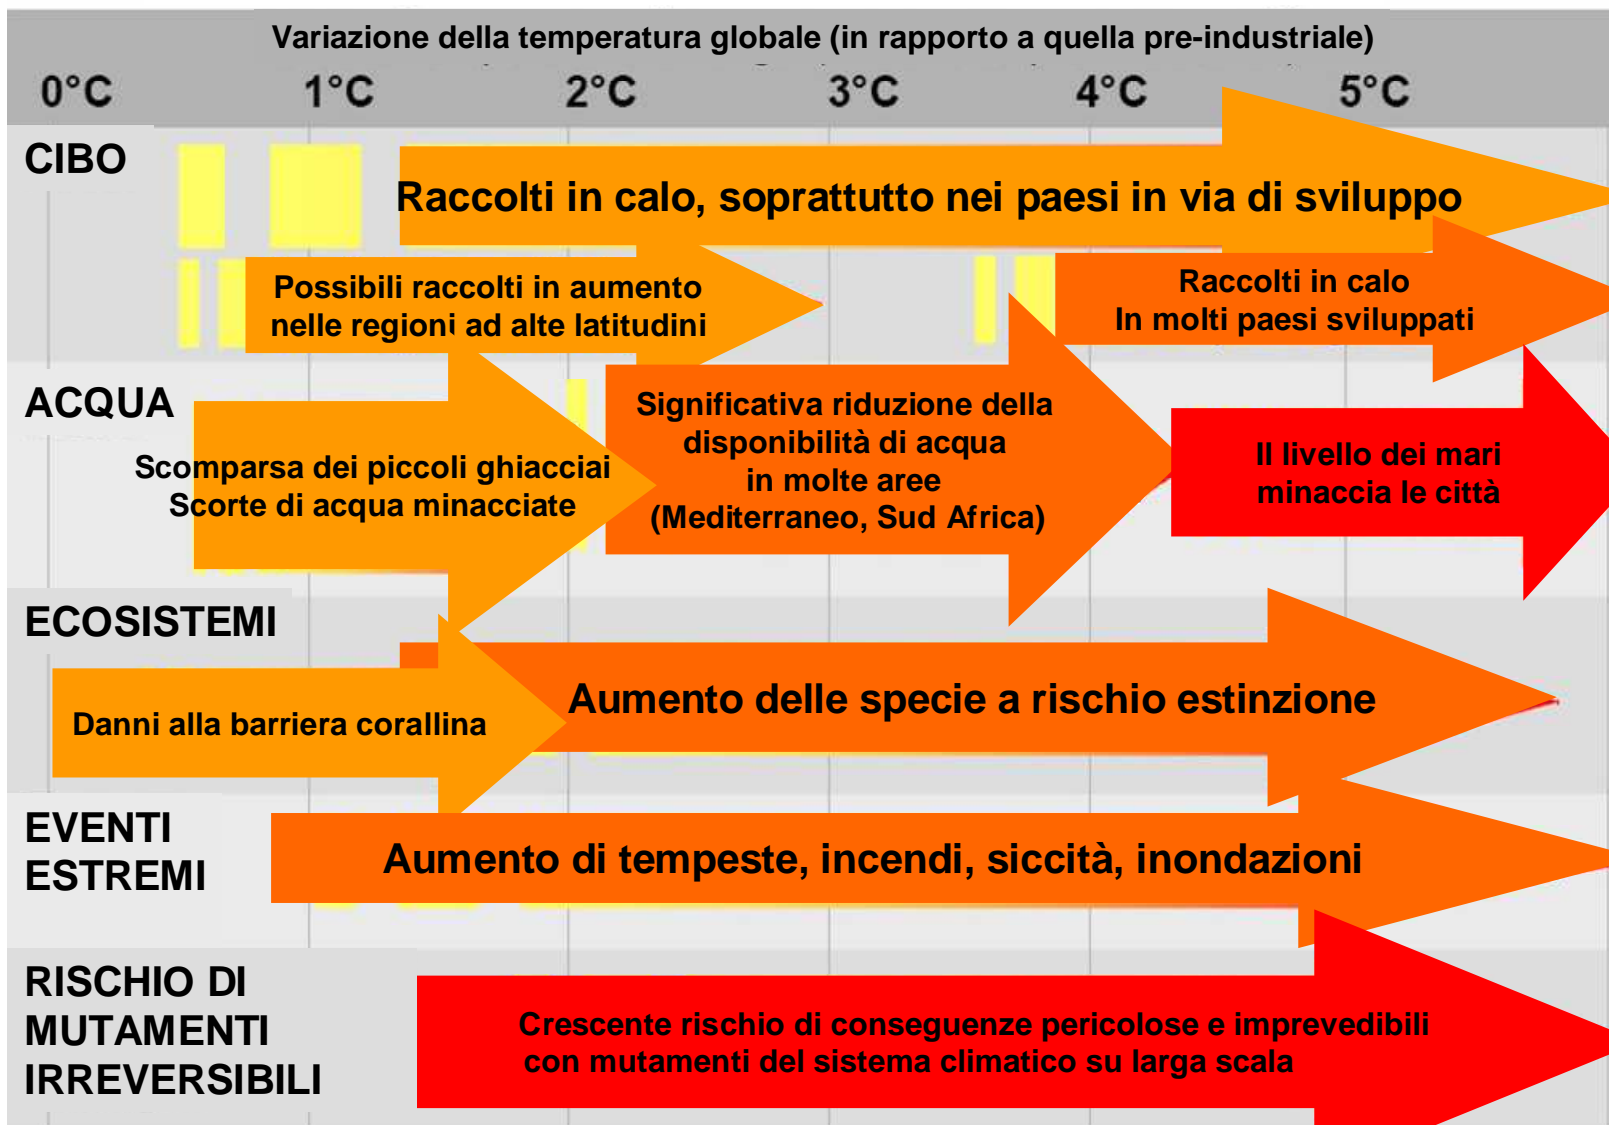 Variazione della temperatura globale (in rapporto a quella pre-industriale)
0°C 1°C 2°C 3°C 4°C 5°C
CIBO
Raccolti in calo, soprattutto nei paesi in via di sviluppo
Possibili raccolti in aumento
nelle regioni ad alte latitudini
Raccolti in calo
In molti paesi sviluppati
ACQUA
Scomparsa dei piccoli ghiacciai
Scorte di acqua minacciate
Significativa riduzione della
disponibilità di acqua
in molte aree
(Mediterraneo, Sud Africa)
Il livello dei mari
minaccia le città
ECOSISTEMI
Danni alla barriera corallina
Aumento delle specie a rischio estinzione
EVENTI
ESTREMI
Aumento di tempeste, incendi, siccità, inondazioni
RISCHIO DI
MUTAMENTI
IRREVERSIBILI
Crescente rischio di conseguenze pericolose e imprevedibili
con mutamenti del sistema climatico su larga scala